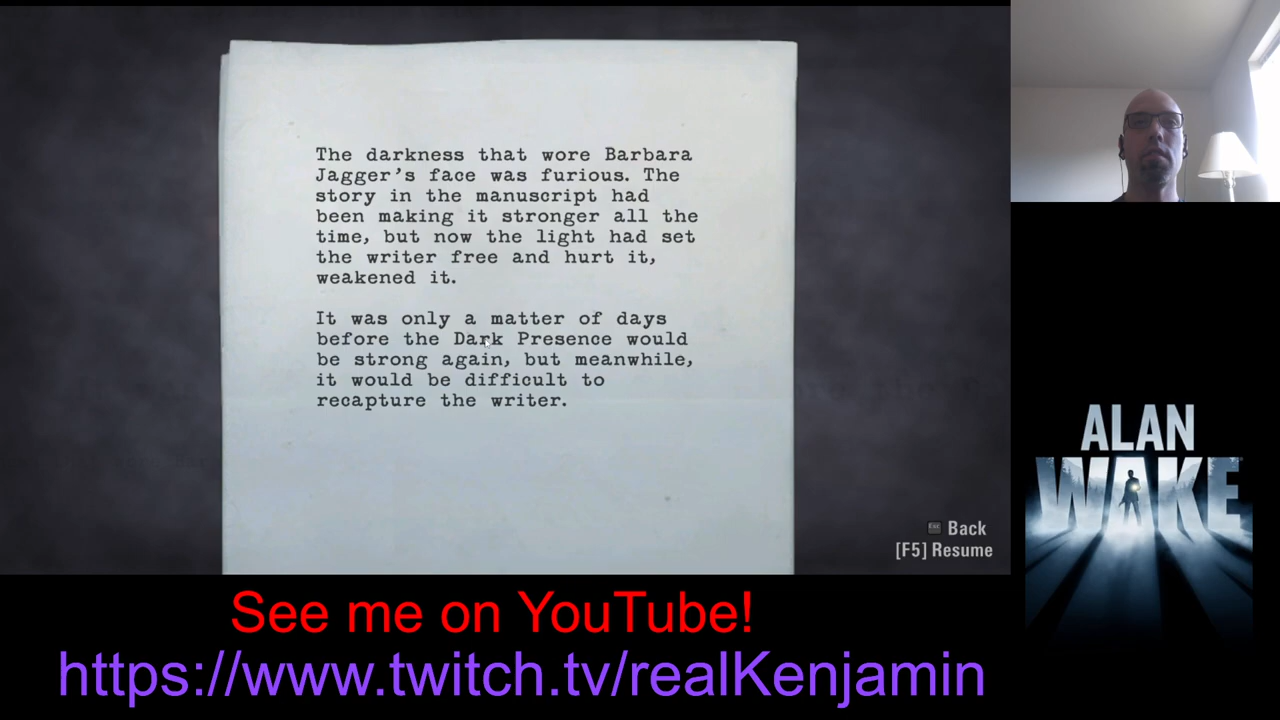 The darkness that wore Barbara
Jagger's face was furious. The
story in the manuscript had
been making it stronger all the
time, but now the light had set
the writer free and hurt it,
weakened it.
It was only a matter of days
before the Dark Presence would
be strong again, but meanwhile,
it would be difficult to
recapture the writer.
Esc Back
[F5] Resume
ALAN
WAKE
See me on YouTube!
https://www.twitch.tv/realKenjamin